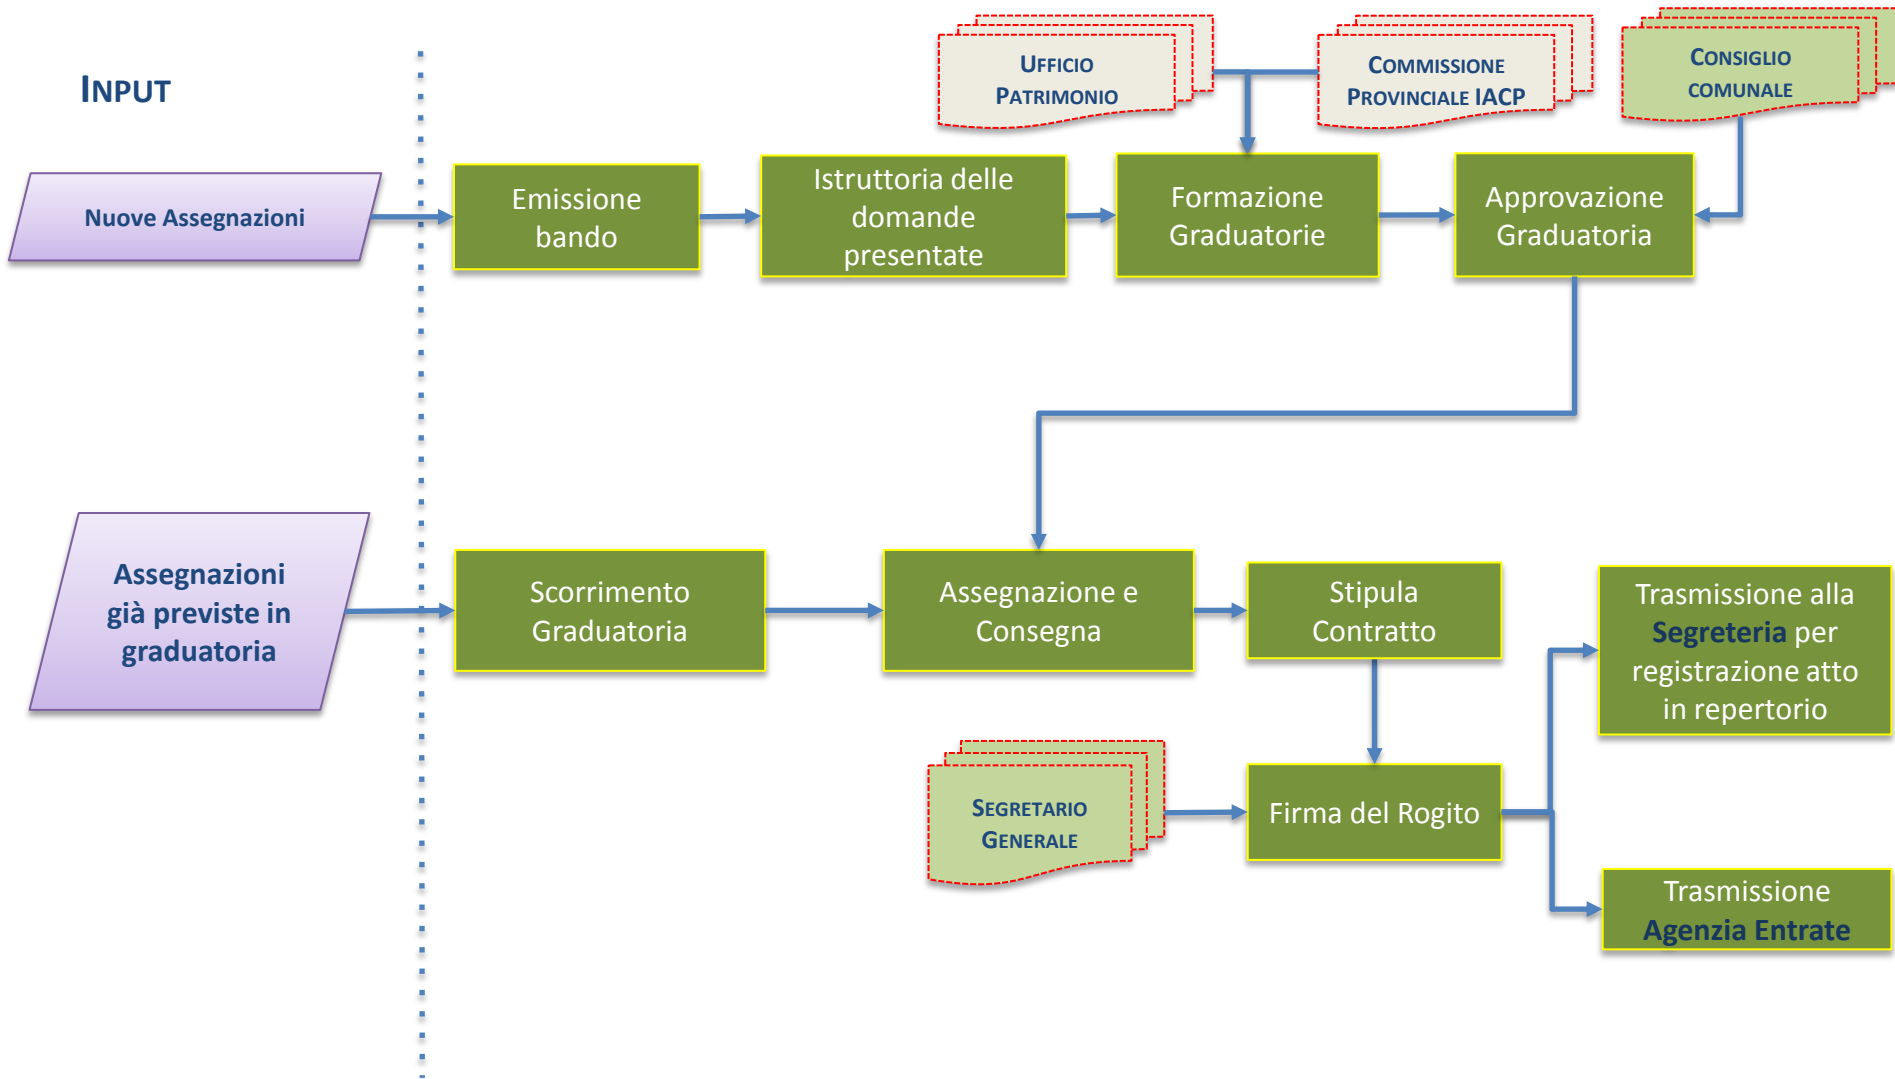 INPUT
UFFICIO
PATRIMONIO
COMMISSIONE
PROVINCIALE IACP
CONSIGLIO
COMUNALE
Nuove Assegnazioni
Emissione
bando
Istruttoria delle
domande
presentate
Formazione
Graduatorie
Approvazione
Graduatoria
Assegnazioni
già previste in
graduatoria
Scorrimento
Graduatoria
Assegnazione e
Consegna
Stipula
Contratto
Trasmissione alla
Segreteria per
registrazione atto
in repertorio
SEGRETARIO
GENERALE
Firma del Rogito
Trasmissione
Agenzia Entrate